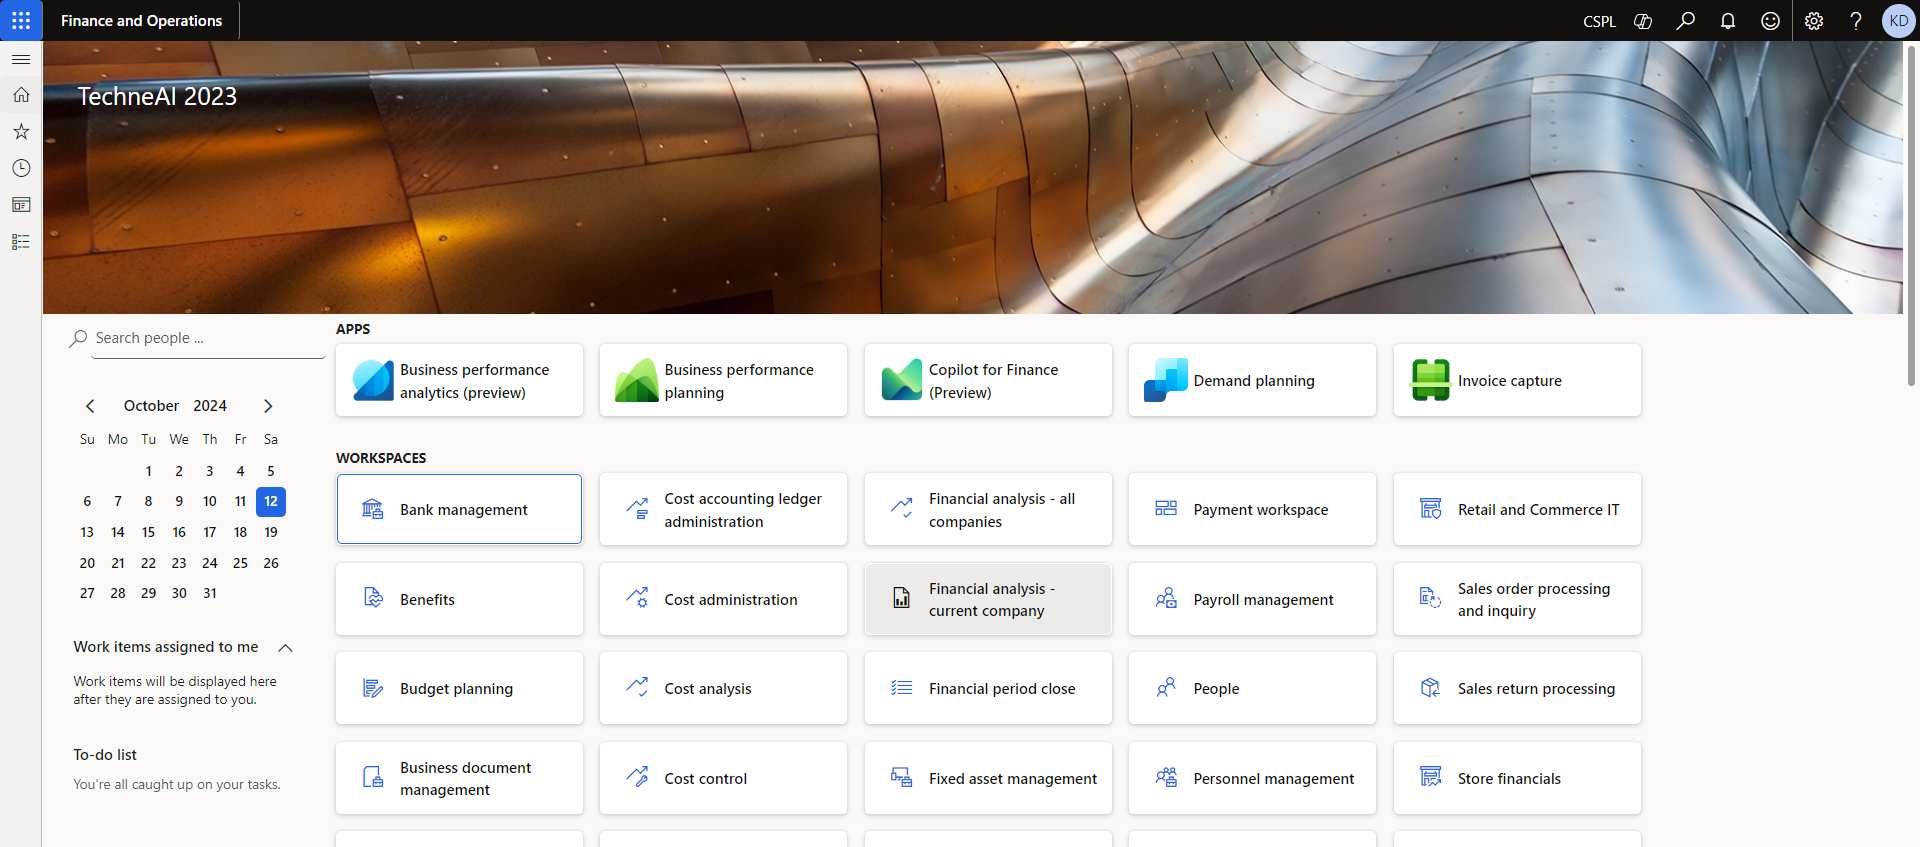 Finance and Operations
CSPL
KD
TechneAI 2023
Search people ...
October 2024
Su Mo Tu We Th Fr Sa
1 2 3 4 5
6 7 8 9 10 11 12
13 14 15 16 17 18 19
20 21 22 23 24 25 26
27 28 29 30 31
Work items assigned to me
Work items will be displayed here
after they are assigned to you.
To-do list
You're all caught up on your tasks.
APPS
Business performance
analytics (preview)
Business performance
planning
Copilot for Finance
(Preview)
Demand planning
Invoice capture
WORKSPACES
Bank management
Cost accounting ledger
administration
Financial analysis - all
companies
Payment workspace
Retail and Commerce IT
Benefits
Cost administration
Financial analysis -
current company
Payroll management
Sales order processing
and inquiry
Budget planning
Cost analysis
Financial period close
People
Sales return processing
Business document
management
Cost control
Fixed asset management
Personnel management
Store financials